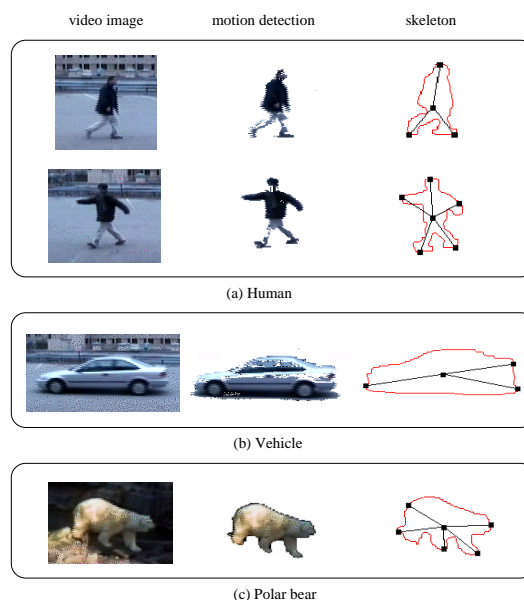 video image motion detection skeleton
(a) Human
(b) Vehicle
(c) Polar bear